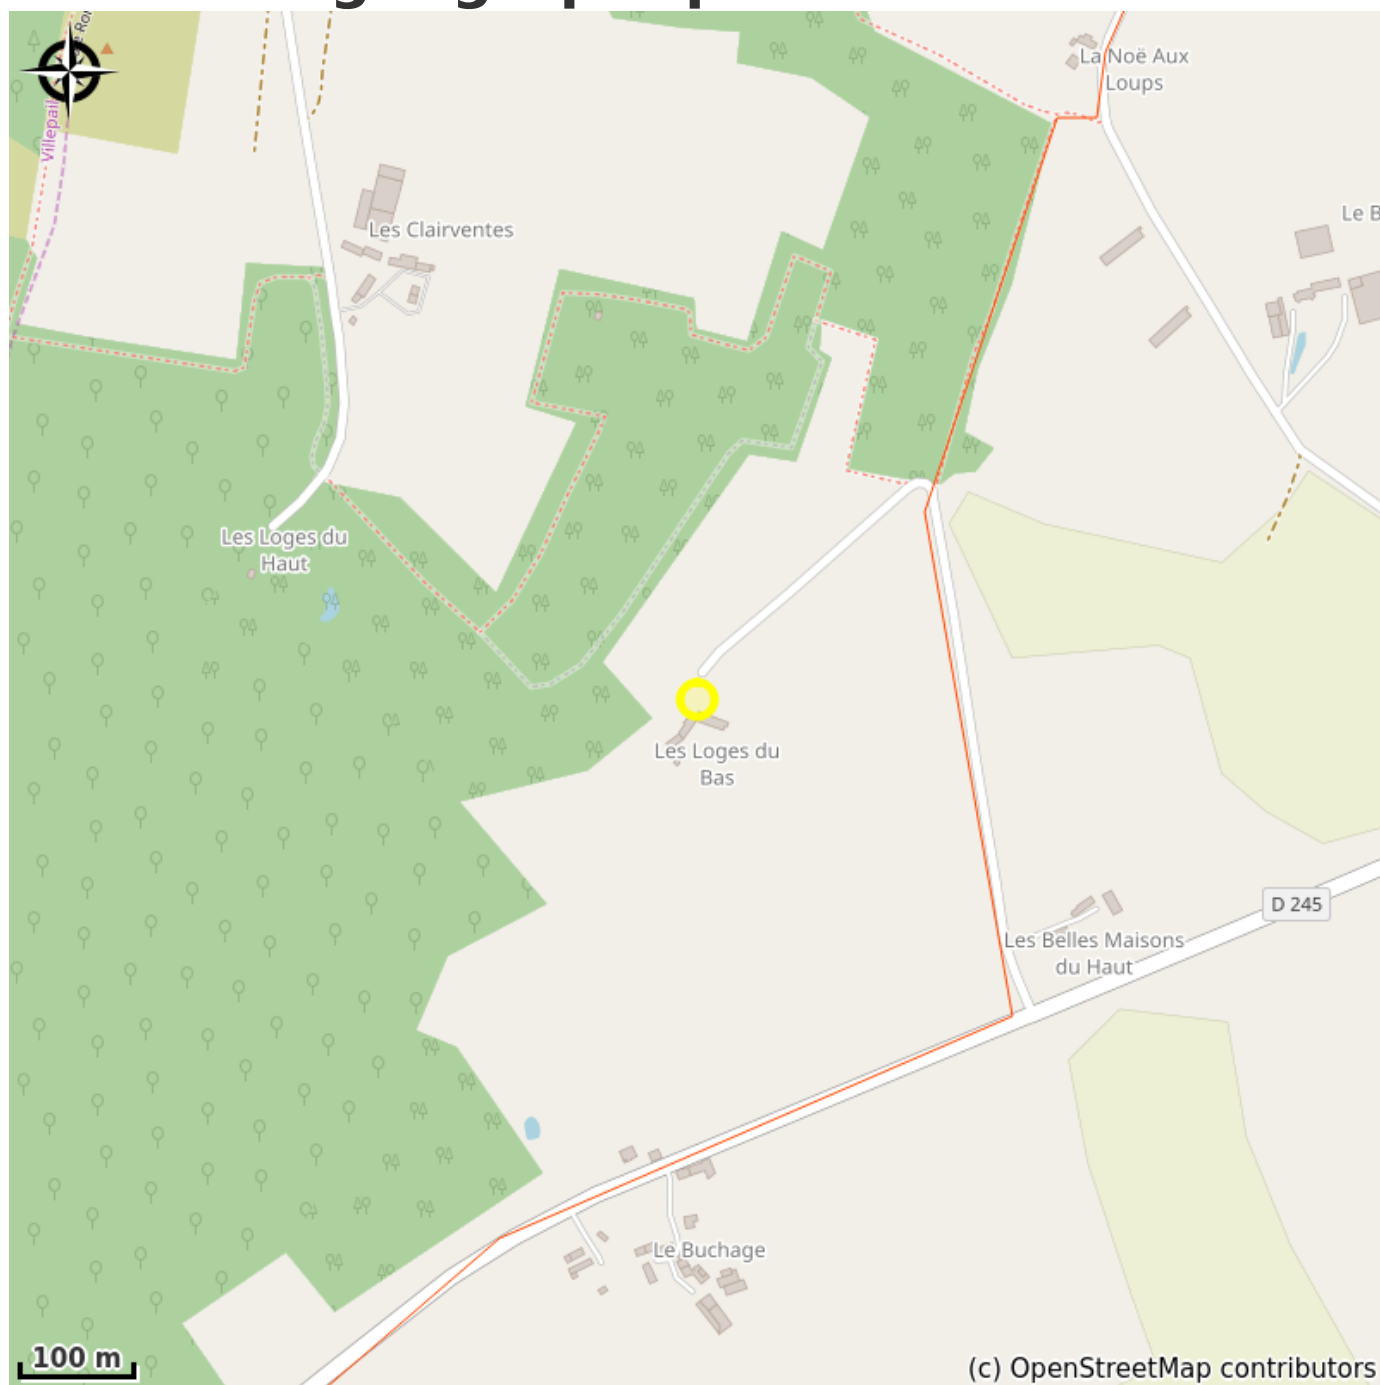 La Noë Aux
Loups
Les Clairventes
Le B
Les Loges du
Haut
Les Loges du
Bas
D 245
Les Belles Maisons
du Haut
Le Buchage
100 m
(c) OpenStreetMap contributors